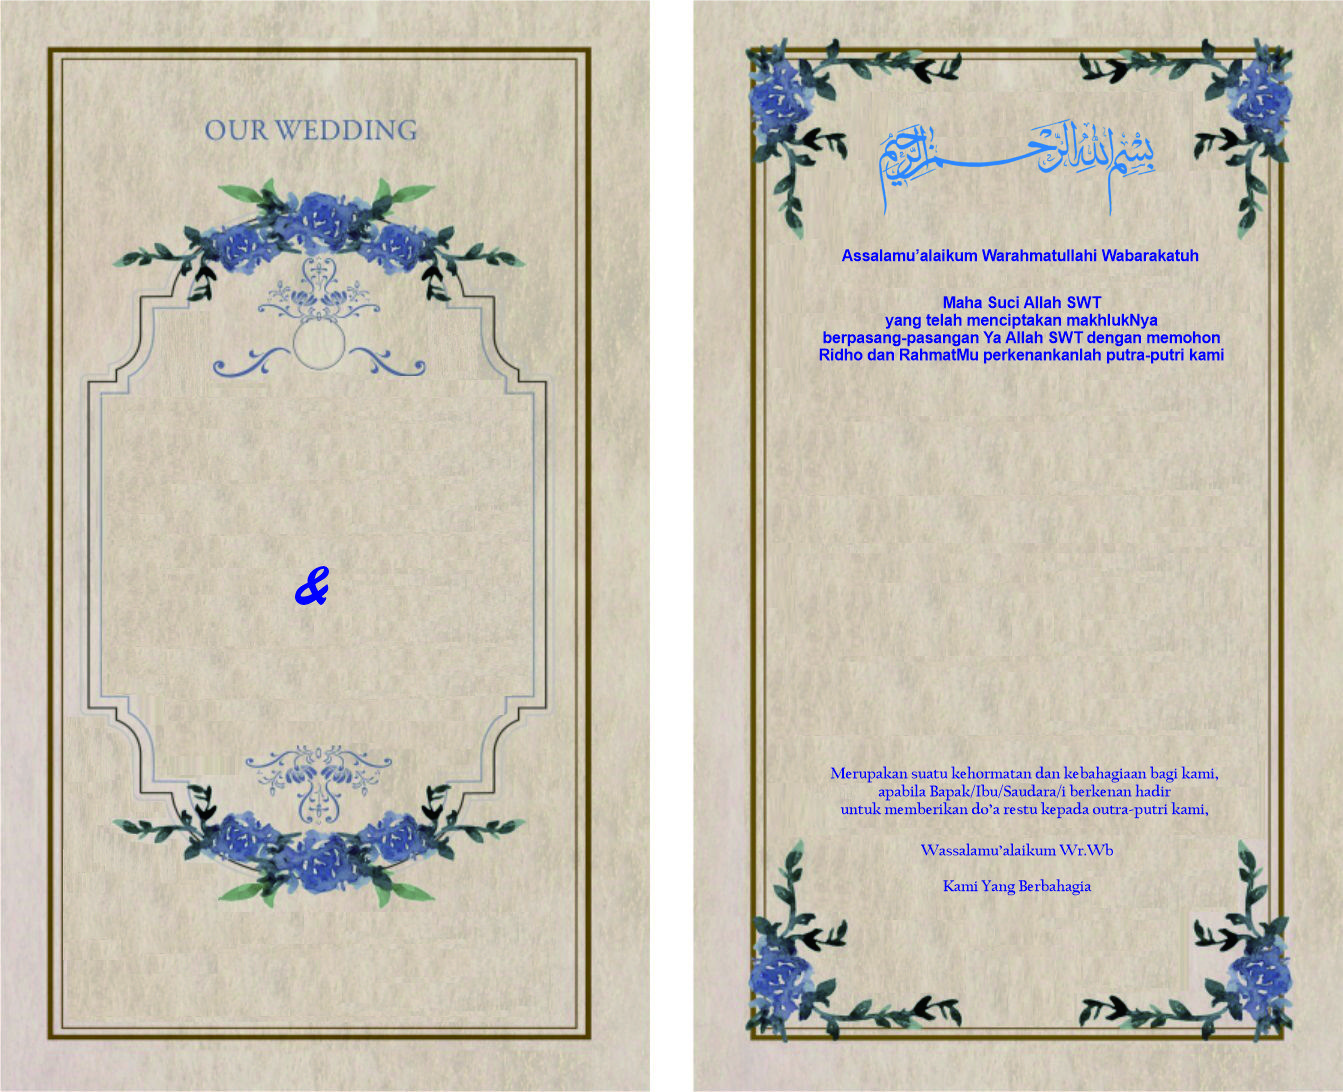 OUR WEDDING
&
بسم الله الرحمن الرحيم
Assalamu’alaikum Warahmatullahi Wabarakatuh
Maha Suci Allah SWT
yang telah menciptakan makhlukNya
berpasang-pasangan Ya Allah SWT dengan memohon
Ridho dan RahmatMu perkenankanlah putra-putri kami
Merupakan suatu kehormatan dan kebahagiaan bagi kami,
apabila Bapak/Ibu/Saudara/i berkenan hadir
untuk memberikan do’a restu kepada outra-putri kami,
Wassalamu’alaikum Wr.Wb
Kami Yang Berbahagia